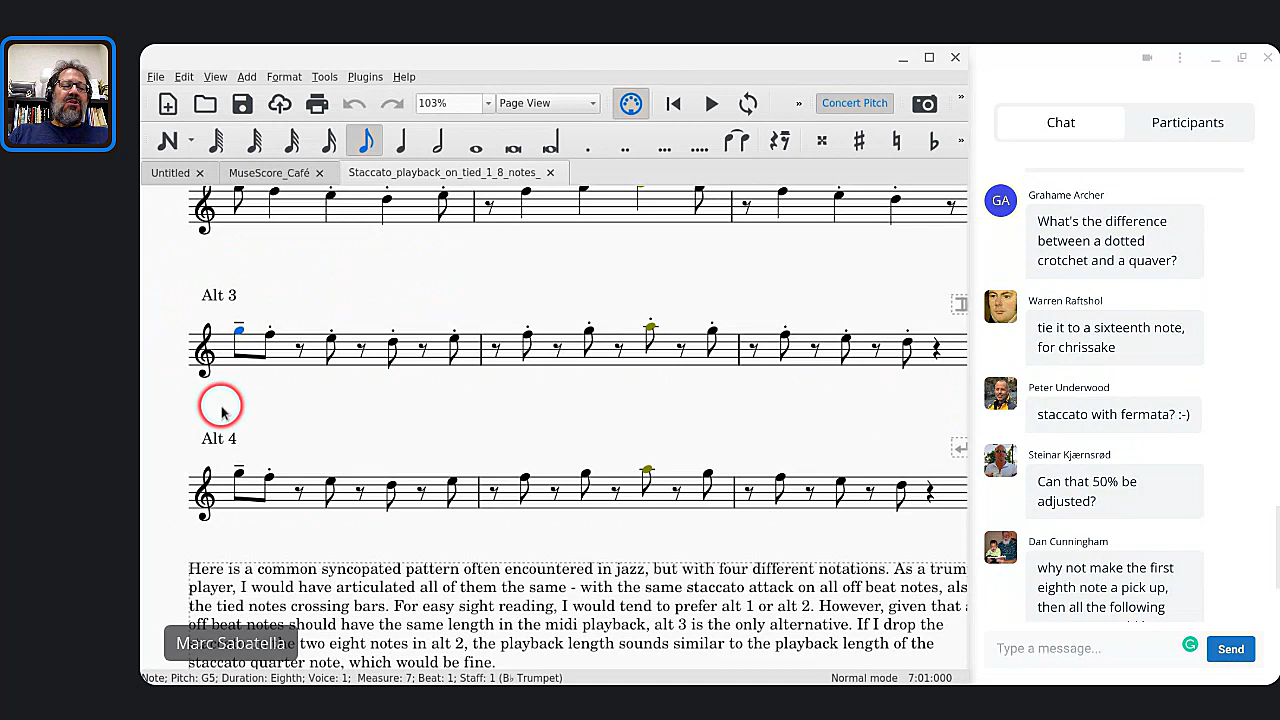 File Edit View Add Format Tools Plugins Help
103% Page View » Concert Pitch »
Untitled MuseScore_Café Staccato_playback_on_tied_1_8_notes_
Alt 3
Alt 4
Here is a common syncopated pattern often encountered in jazz, but with four different notations. As a trum
player, I would have articulated all of them the same - with the same staccato attack on all off beat notes, als
the tied notes crossing bars. For easy sight reading, I would tend to prefer alt 1 or alt 2. However, given that
off beat notes should have the same length in the midi playback, alt 3 is the only alternative. If I drop the
two eight notes in alt 2, the playback length sounds similar to the playback length of the
staccato quarter note, which would be fine.
Marc Sabatella
Note; Pitch: G5; Duration: Eighth; Voice: 1; Measure: 7; Beat: 1; Staff: 1 (B♭ Trumpet)
Normal mode 7:01:000
Chat Participants
GA
Grahame Archer
What's the difference
between a dotted
crotchet and a quaver?
Warren Raftshol
tie it to a sixteenth note,
for chrissake
Peter Underwood
staccato with fermata? :-)
Steinar Kjærnsrød
Can that 50% be
adjusted?
Dan Cunningham
why not make the first
eighth note a pick up,
then all the following
Type a message...
Send